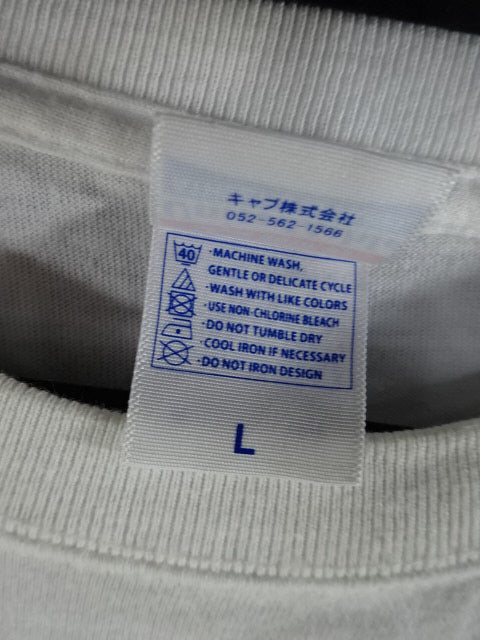 キャブ株式会社
052-562-1566
40
・MACHINE WASH,
GENTLE OR DELICATE CYCLE
・WASH WITH LIKE COLORS
・USE NON-CHLORINE BLEACH
・DO NOT TUMBLE DRY
・COOL IRON IF NECESSARY
・DO NOT IRON DESIGN
L